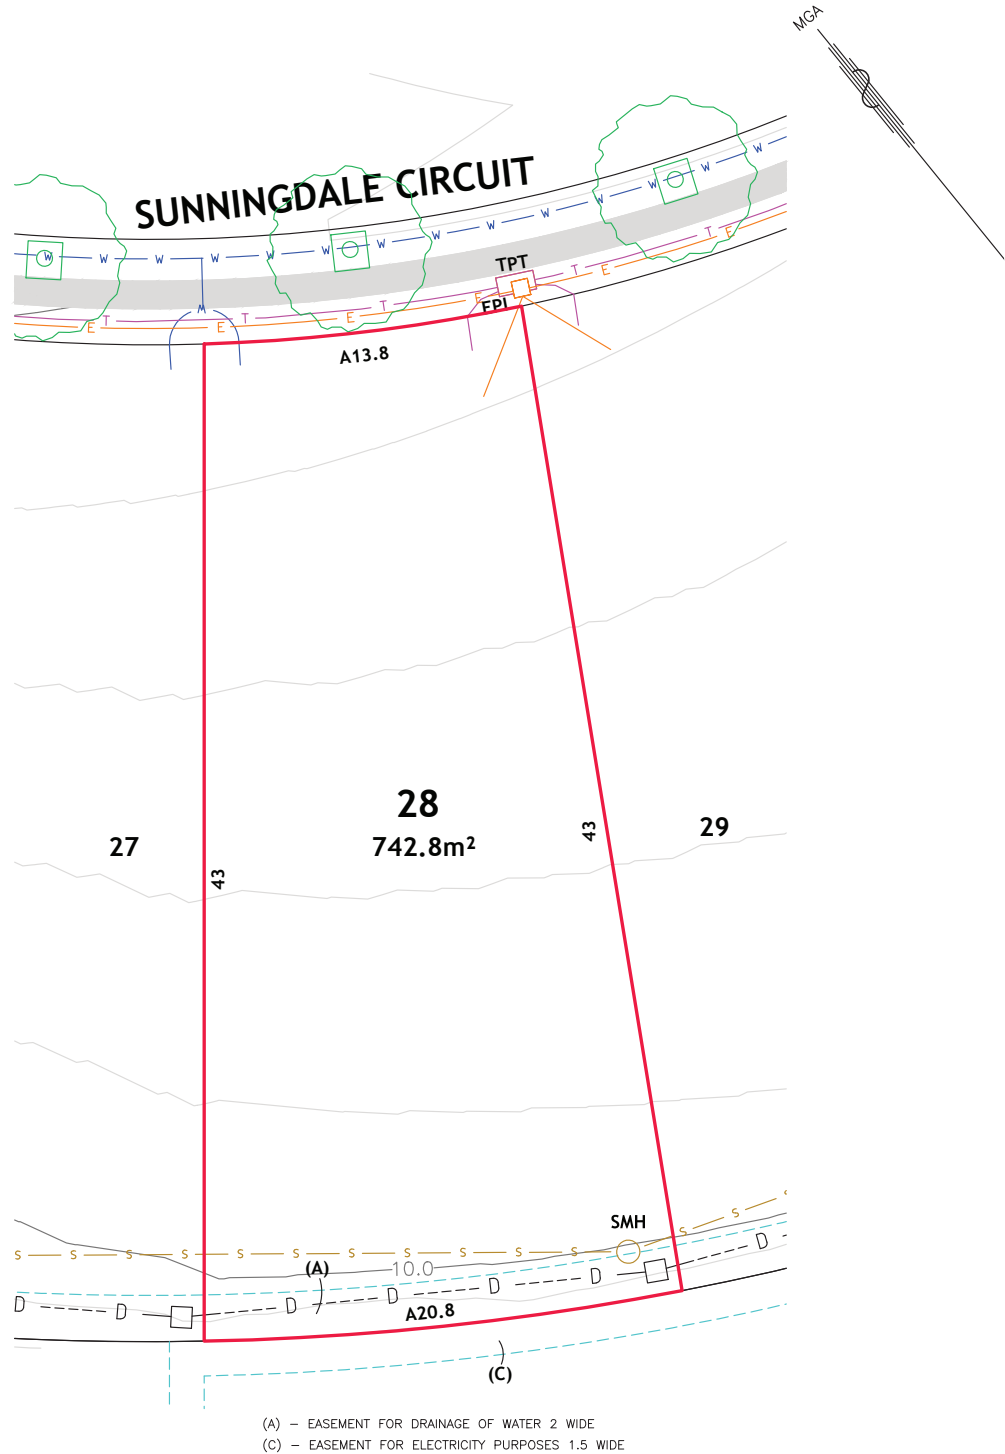 MGA
SUNNINGDALE CIRCUIT
W W W W W W W W W W W W W
W
TPT
T T T T T
E E E E E E
EPL
A13.8
28
742.8m²
27
29
43
43
SMH
S S S S S S S S S S S S S S
10.0
(A)
D D D D D D D
A20.8
(C)
(A) – EASEMENT FOR DRAINAGE OF WATER 2 WIDE
(C) – EASEMENT FOR ELECTRICITY PURPOSES 1.5 WIDE